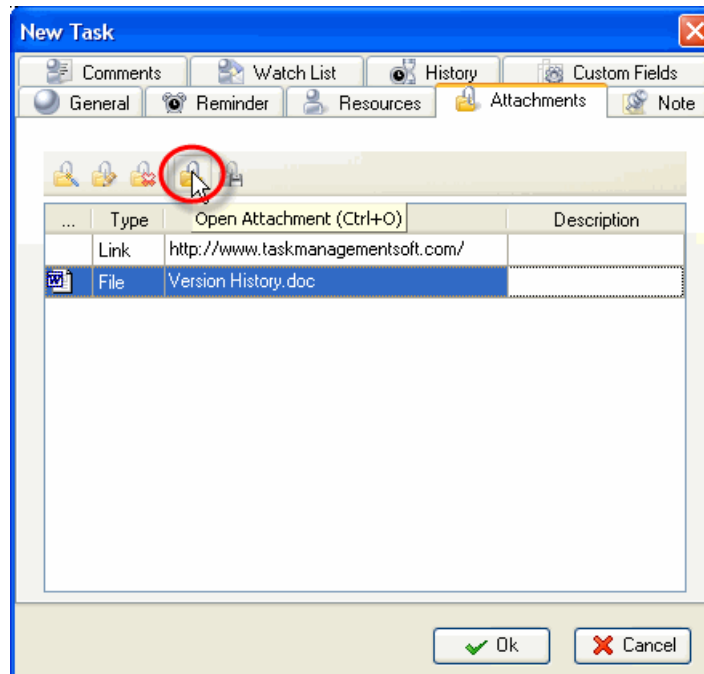 New Task
Comments Watch List History Custom Fields
General Reminder Resources Attachments Note
... Type Open Attachment (Ctrl+O) Description
Link http://www.taskmanagementsoft.com/
File Version History.doc
Ok Cancel